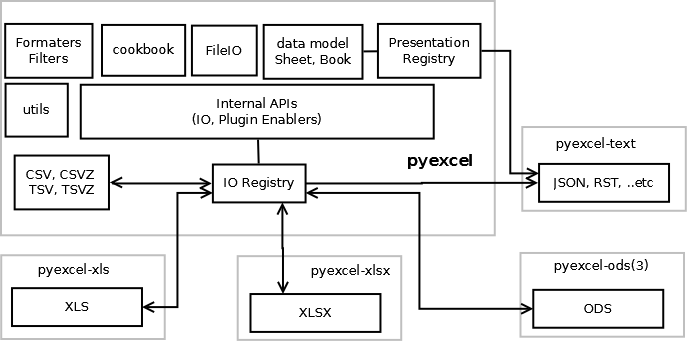 Formaters
Filters
cookbook
FileIO
data model
Sheet, Book
Presentation
Registry
utils
Internal APIs
(IO, Plugin Enablers)
pyexcel
CSV, CSVZ
TSV, TSVZ
IO Registry
pyexcel-text
JSON, RST, ..etc
pyexcel-xls
XLS
pyexcel-xlsx
XLSX
pyexcel-ods(3)
ODS